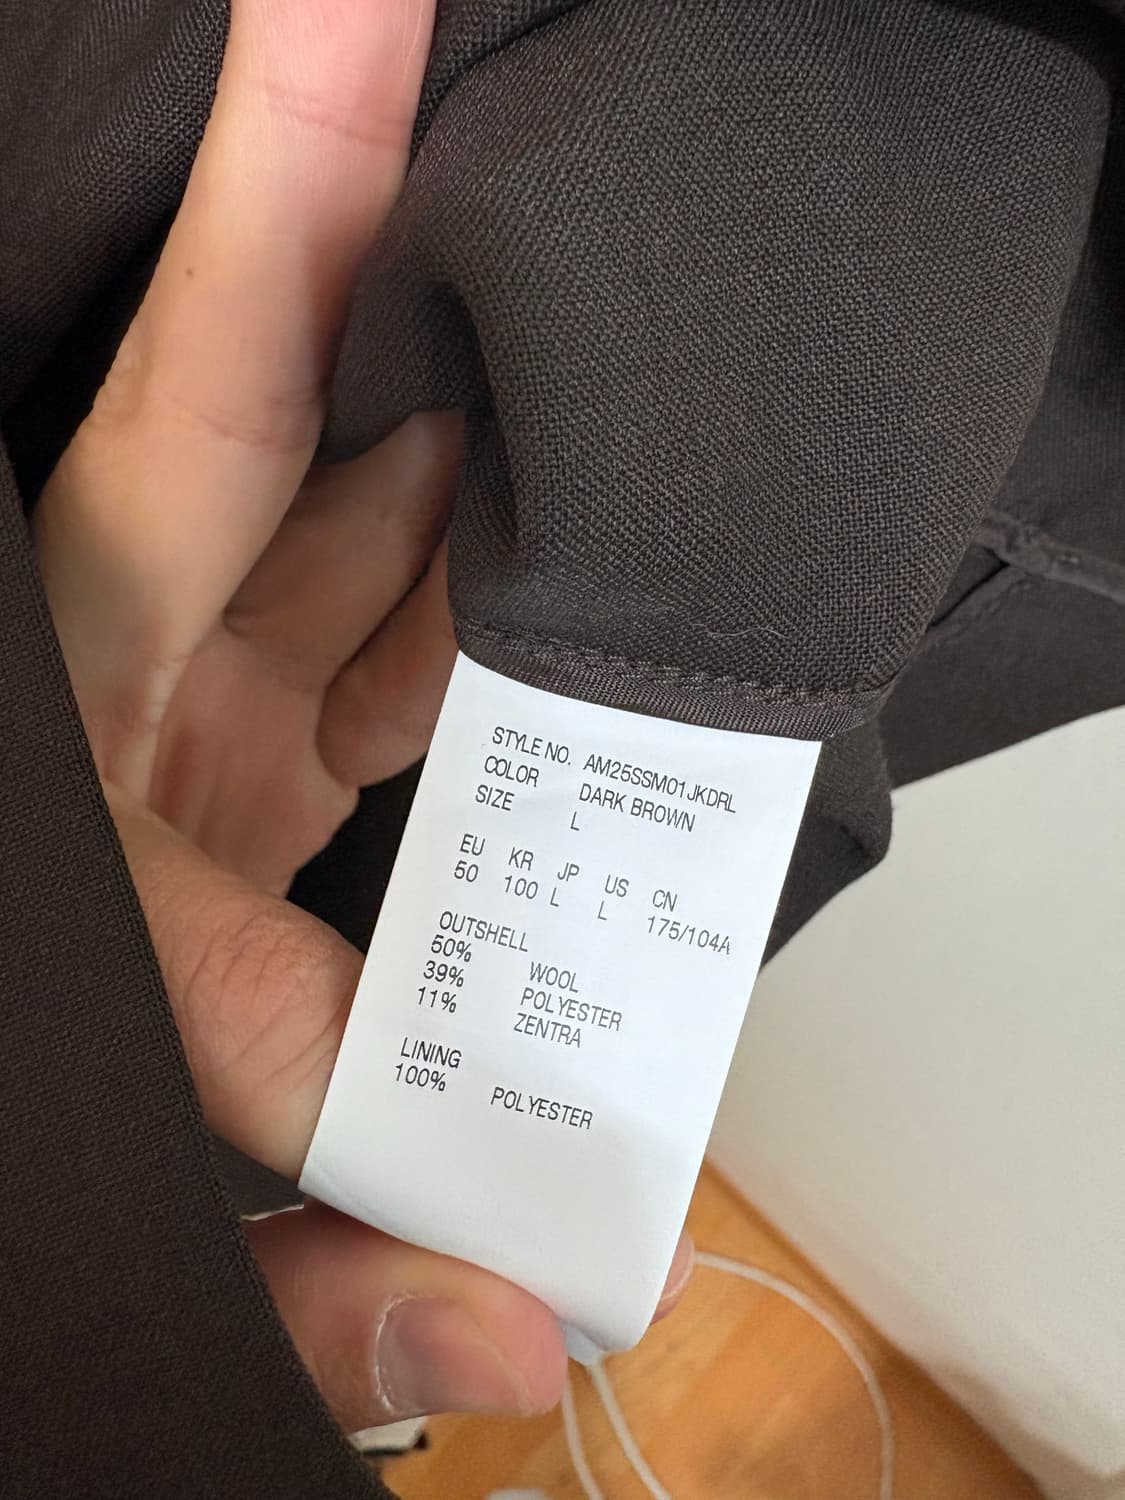 STYLE NO. AM25SSM01JKDRL
COLOR DARK BROWN
SIZE L
EU KR JP US CN
50 100 L L 175/104A
OUTSHELL
50% WOOL
39% POLYESTER
11% ZENTRA
LINING
100% POLYESTER